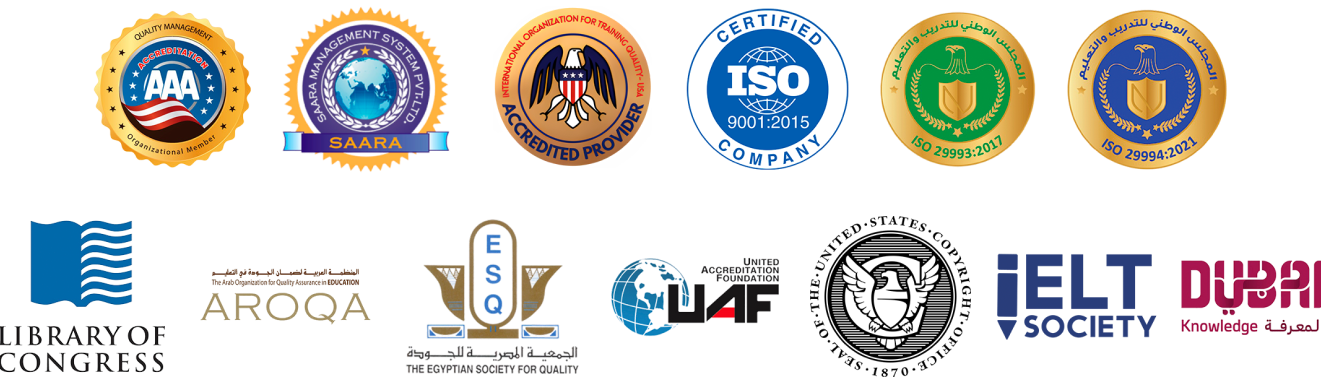 QUALITY MANAGEMENT
ACCREDITATION
AAA
Organizational Member
SAARA MANAGEMENT SYSTEM PVT. LTD
SAARA
INTERNATIONAL ORGANIZATION FOR TRAINING QUALITY - USA
ACCREDITED PROVIDER
CERTIFIED
ISO
9001:2015
COMPANY
المجلس الوطني للتدريب والتعليم
ISO 29993:2017
المجلس الوطني للتدريب والتعليم
ISO 29994:2021
LIBRARY OF
CONGRESS
المنظمة العربية لضمان الجودة في التعليم
The Arab Organization for Quality Assurance in EDUCATION
AROQA
ESQ
الجمعية المصرية للجودة
THE EGYPTIAN SOCIETY FOR QUALITY
UNITED
ACCREDITATION
FOUNDATION
UAF
SEAL·OF·THE·UNITED·STATES·COPYRIGHT·OFFICE·
·1870·
iELT
SOCIETY
DUBAI
Knowledge لمعرفة